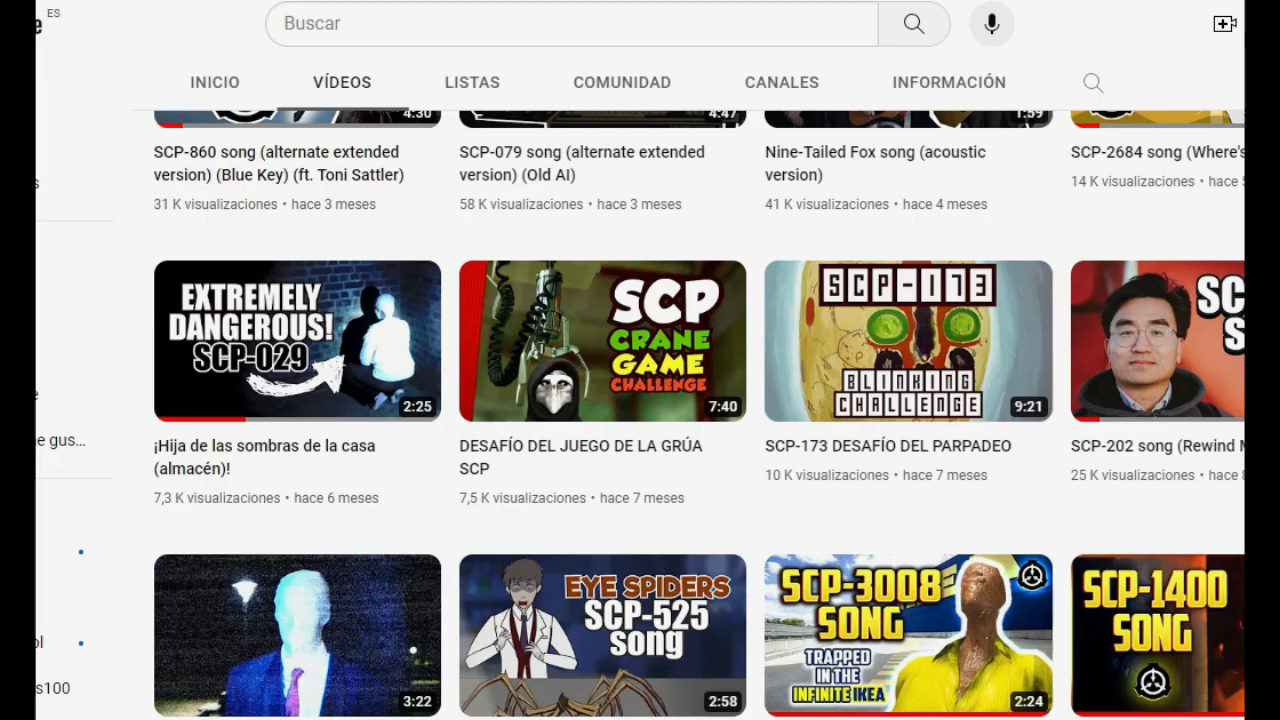 ES
e
Buscar
INICIO
VÍDEOS
LISTAS
COMUNIDAD
CANALES
INFORMACIÓN
4:30
4:47
1:59
SCP-860 song (alternate extended
version) (Blue Key) (ft. Toni Sattler)
31 K visualizaciones • hace 3 meses
SCP-079 song (alternate extended
version) (Old AI)
58 K visualizaciones • hace 3 meses
Nine-Tailed Fox song (acoustic
version)
41 K visualizaciones • hace 4 meses
SCP-2684 song (Where's
14 K visualizaciones • hace
s
e
e gus...
ol
s100
EXTREMELY
DANGEROUS!
SCP-029
2:25
SCP
CRANE
GAME
CHALLENGE
7:40
SCP-173
BLINKING
CHALLENGE
9:21
SC
S
¡Hija de las sombras de la casa
(almacén)!
7,3 K visualizaciones • hace 6 meses
DESAFÍO DEL JUEGO DE LA GRÚA
SCP
7,5 K visualizaciones • hace 7 meses
SCP-173 DESAFÍO DEL PARPADEO
10 K visualizaciones • hace 7 meses
SCP-202 song (Rewind
25 K visualizaciones • hace
3:22
EYE SPIDERS
SCP-525
song
2:58
SCP-3008
SONG
TRAPPED
IN THE
INFINITE IKEA
2:24
SCP-1400
SONG